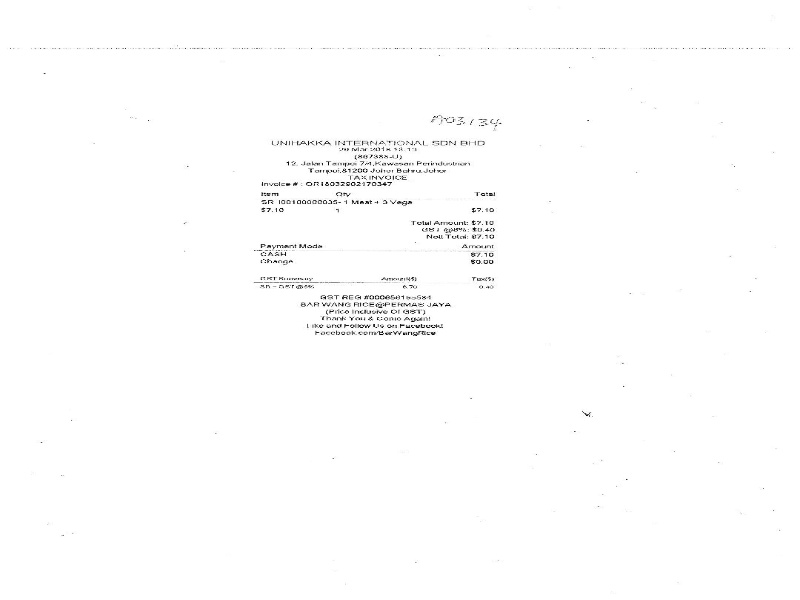 UNIHAKKA INTERNATIONAL SDN BHD
29 Mar 2018 18:13
(867388-U)
12, Jalan Tampoi 7/4,Kawasan Perindustrian
Tampoi,81200 Johor Bahru,Johor
TAX INVOICE
Invoice # : OR18032902170347
Item Qty Total
SR I00100000035- 1 Meat + 3 Vege
$7.10 1 $7.10
Total Amount: $7.10
GST @6%: $0.40
Nett Total: $7.10
Payment Mode Amount
CASH $7.10
Change $0.00
GST Summary Amount($) Tax($)
SR = GST @6% 6.70 0.40
GST REG #000656195584
BAR WANG RICE@PERMAS JAYA
(Price Inclusive Of GST)
Thank You & Come Again!
Like and Follow Us on Facebook!
Facebook.com/BarWangRice